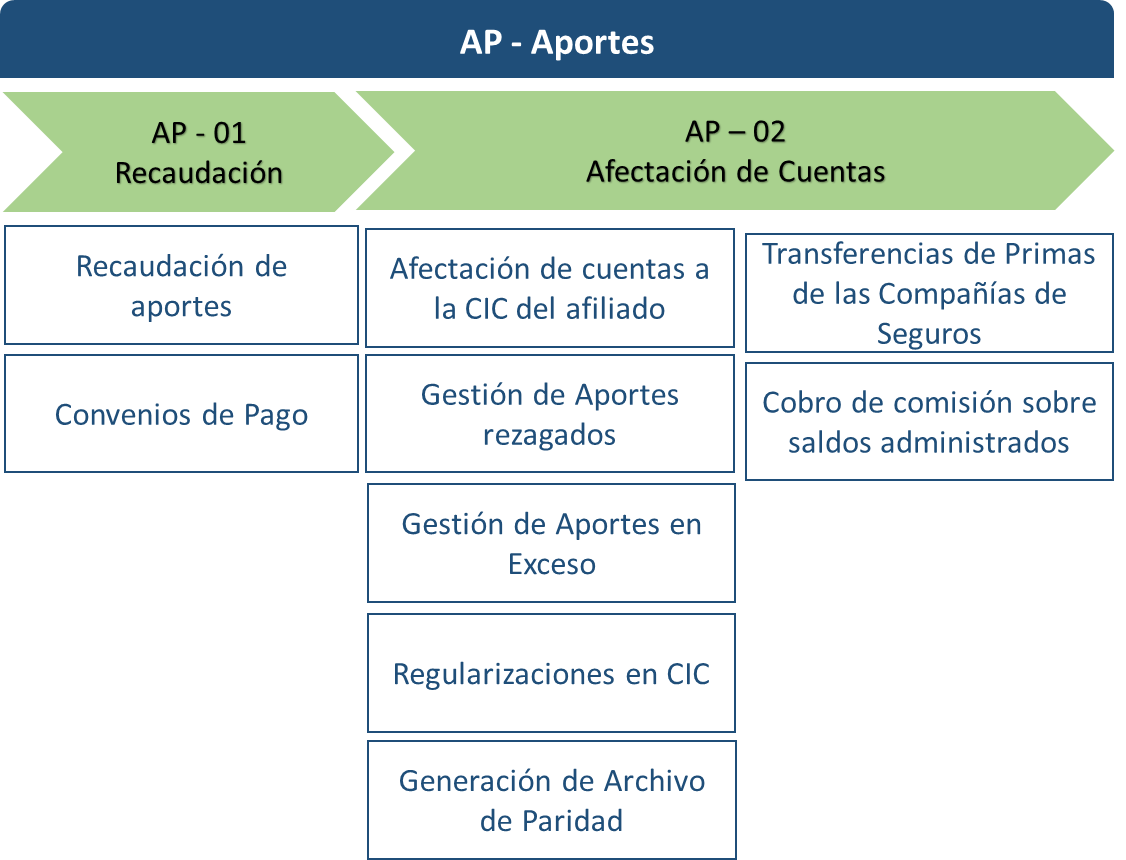 AP - Aportes
AP - 01
Recaudación
AP – 02
Afectación de Cuentas
Recaudación de
aportes
Convenios de Pago
Afectación de cuentas a
la CIC del afiliado
Gestión de Aportes
rezagados
Gestión de Aportes en
Exceso
Regularizaciones en CIC
Generación de Archivo
de Paridad
Transferencias de Primas
de las Compañías de
Seguros
Cobro de comisión sobre
saldos administrados